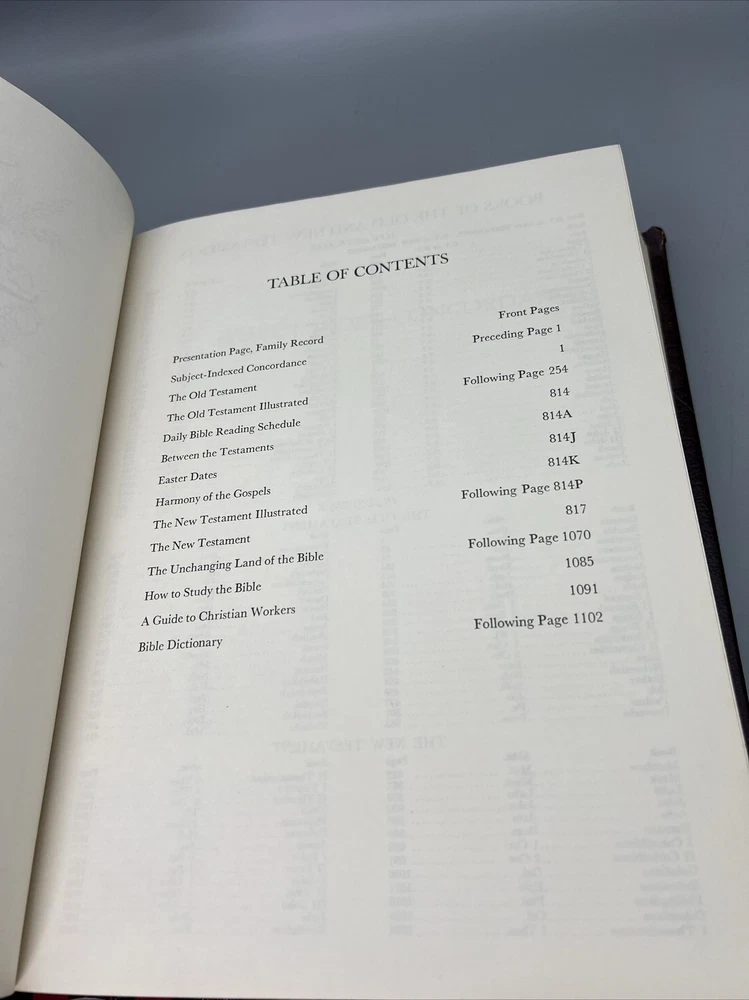 TABLE OF CONTENTS
Presentation Page, Family Record Front Pages
Subject-Indexed Concordance Preceding Page 1
The Old Testament 1
The Old Testament Illustrated Following Page 254
Daily Bible Reading Schedule 814
Between the Testaments 814A
Easter Dates 814J
Harmony of the Gospels 814K
The New Testament Illustrated Following Page 814P
The New Testament 817
The Unchanging Land of the Bible Following Page 1070
How to Study the Bible 1085
A Guide to Christian Workers 1091
Bible Dictionary Following Page 1102
THE NEW TESTAMENT